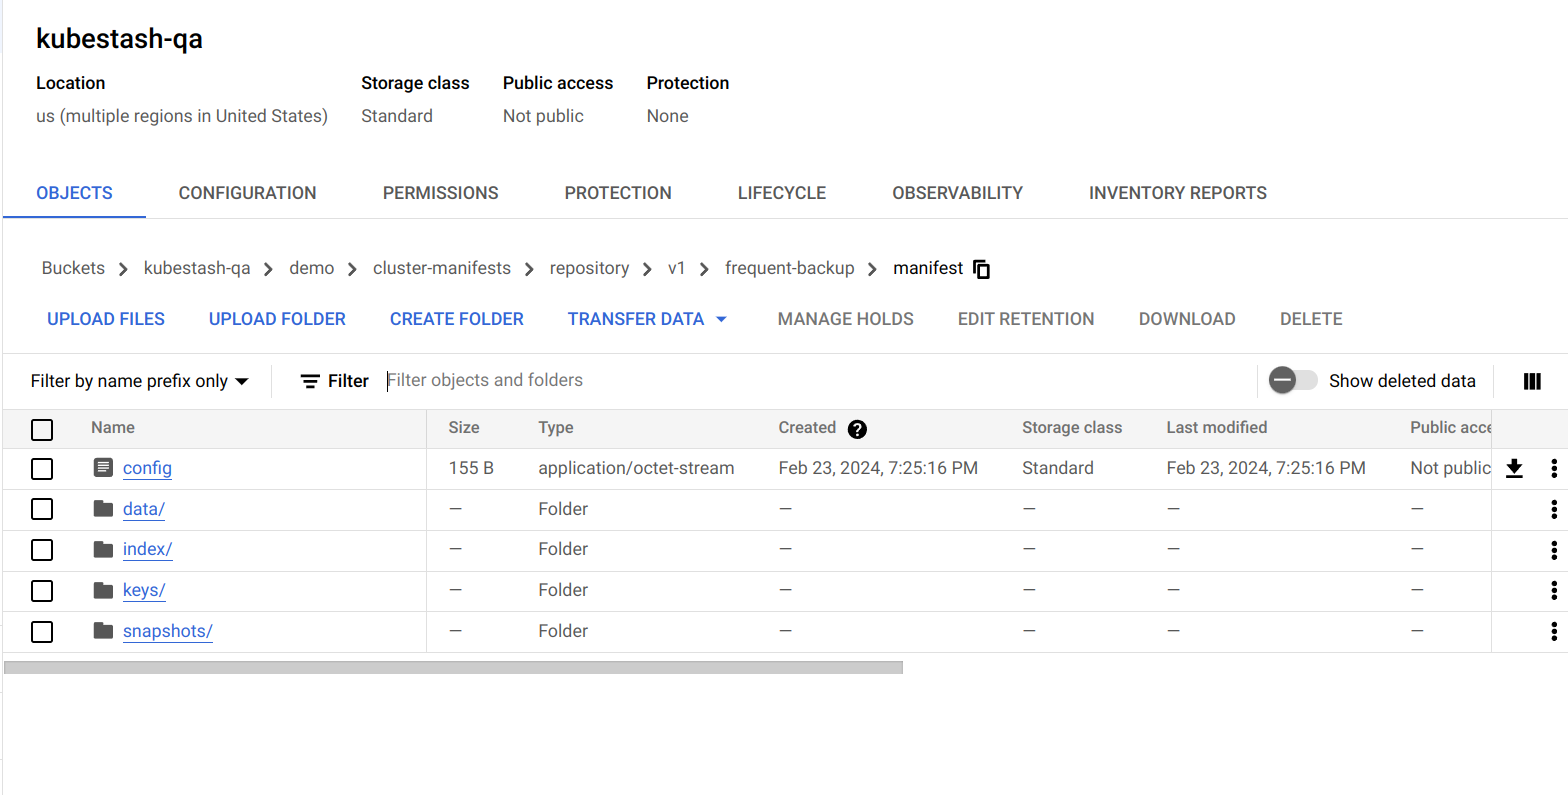 kubestash-qa
Location Storage class Public access Protection
us (multiple regions in United States) Standard Not public None
OBJECTS CONFIGURATION PERMISSIONS PROTECTION LIFECYCLE OBSERVABILITY INVENTORY REPORTS
Buckets kubestash-qa demo cluster-manifests repository v1 frequent-backup manifest
UPLOAD FILES UPLOAD FOLDER CREATE FOLDER TRANSFER DATA MANAGE HOLDS EDIT RETENTION DOWNLOAD DELETE
Filter by name prefix only Filter Filter objects and folders Show deleted data
Name Size Type Created ? Storage class Last modified Public acce
config 155 B application/octet-stream Feb 23, 2024, 7:25:16 PM Standard Feb 23, 2024, 7:25:16 PM Not public
data/ — Folder — — — —
index/ — Folder — — — —
keys/ — Folder — — — —
snapshots/ — Folder — — — —